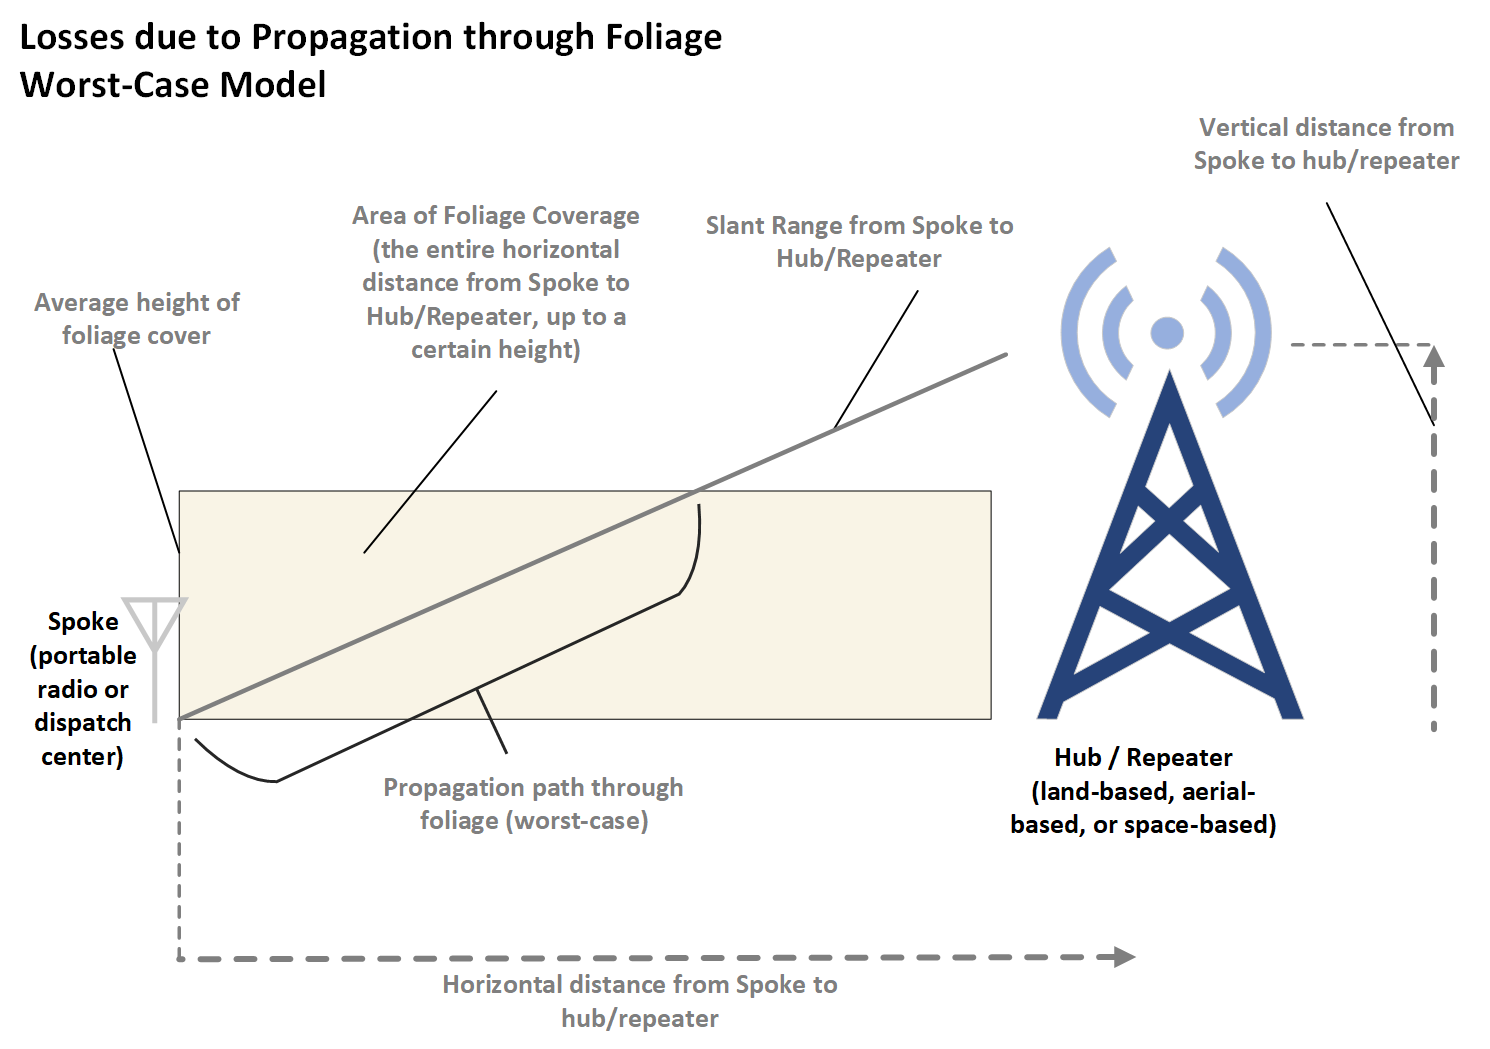 Losses due to Propagation through Foliage
Worst-Case Model
Vertical distance from
Spoke to hub/repeater
Area of Foliage Coverage
(the entire horizontal
distance from Spoke to
Hub/Repeater, up to a
certain height)
Slant Range from Spoke to
Hub/Repeater
Average height of
foliage cover
Spoke
(portable
radio or
dispatch
center)
Propagation path through
foliage (worst-case)
Hub / Repeater
(land-based, aerial-
based, or space-based)
Horizontal distance from Spoke to
hub/repeater